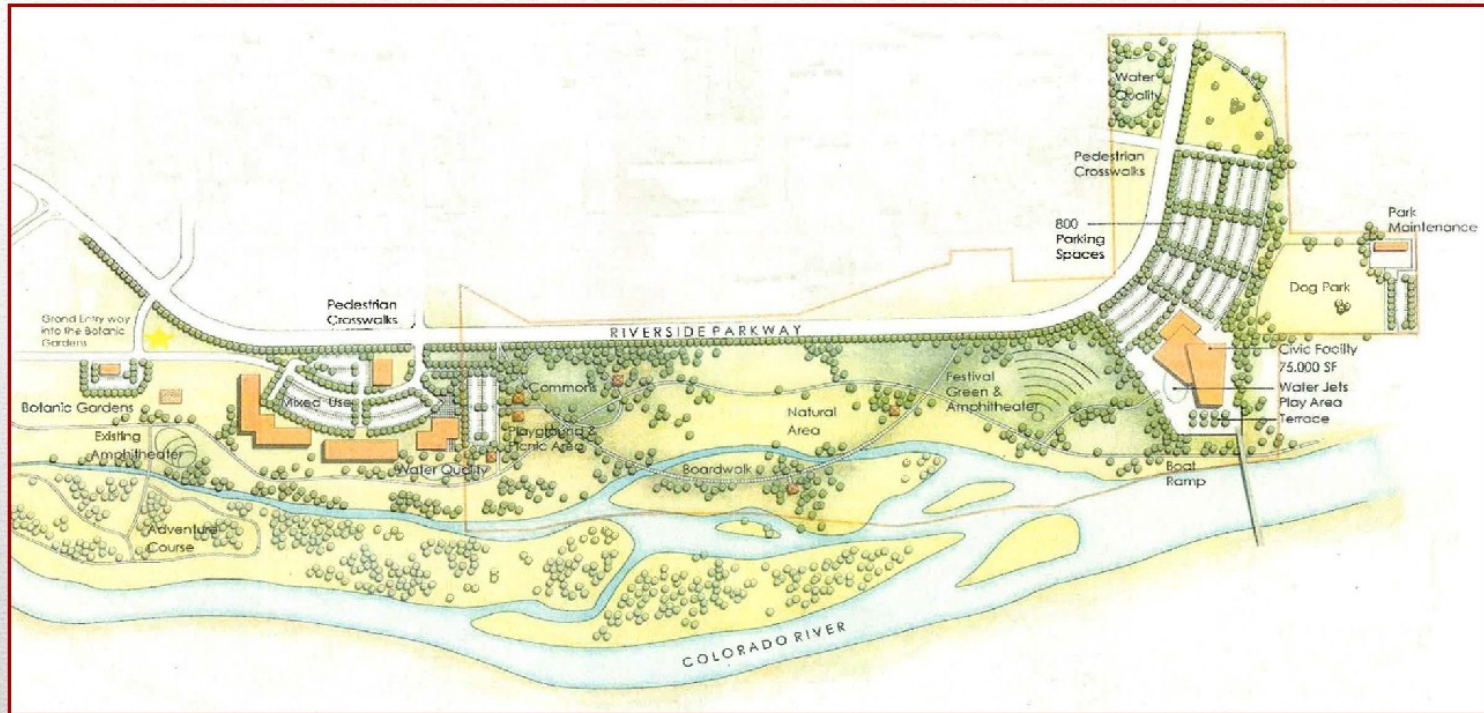 Water
Quality
Pedestrian
Crosswalks
800
Parking
Spaces
Park
Maintenance
Dog Park
Pedestrian
Crosswalks
RIVERSIDE PARKWAY
Grand Entry way
into the Botanic
Gardens
Civic Facility
75,000 SF
Water Jets
Play Area
Terrace
Commons
Festival
Green &
Amphitheater
Mixed Use
Botanic Gardens
Natural
Area
Playground
Picnic Area
Existing
Amphitheater
Water Quality
Boardwalk
Boat
Ramp
Adventure
Course
COLORADO RIVER